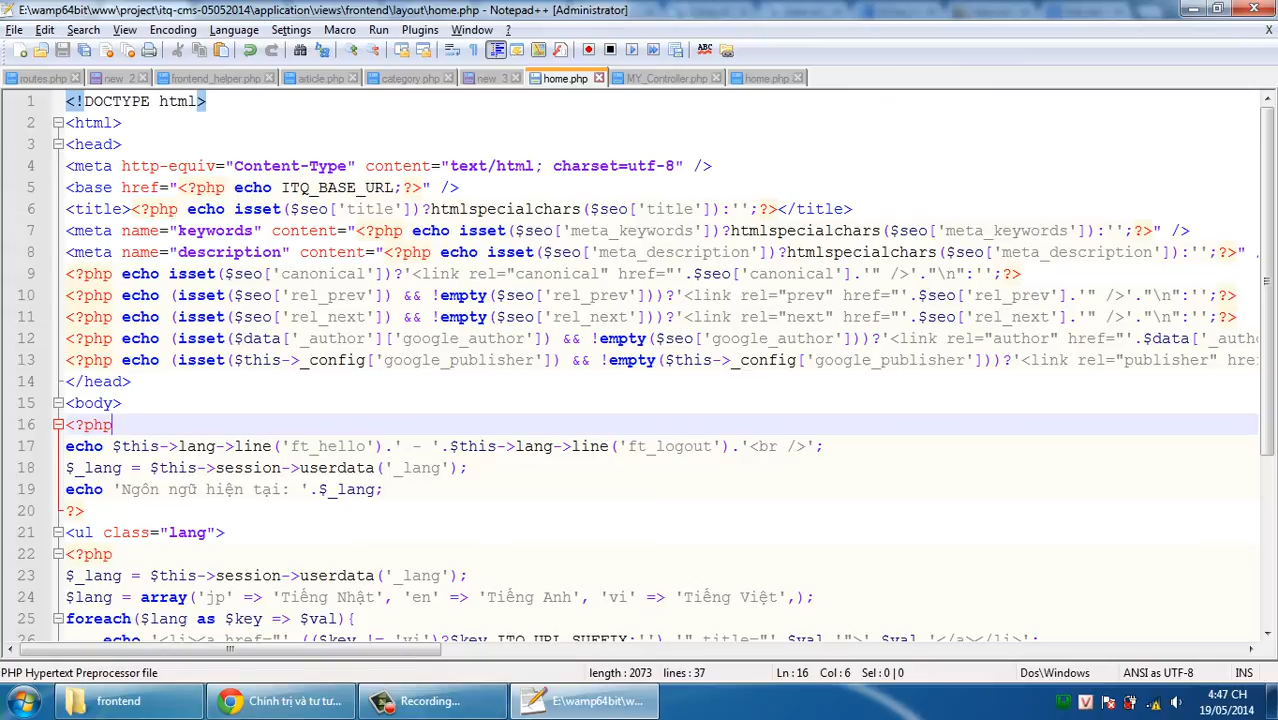 E:\wamp64bit\www\project\itq-cms-05052014\application\views\frontend\layout\home.php - Notepad++ [Administrator]
File Edit Search View Encoding Language Settings Macro Run Plugins Window ? X
routes.php new 2 frontend_helper.php article.php category.php new 3 home.php MY_Controller.php home.php
1 <!DOCTYPE html>
2 <html>
3 <head>
4 <meta http-equiv="Content-Type" content="text/html; charset=utf-8" />
5 <base href="<?php echo ITQ_BASE_URL;?>" />
6 <title><?php echo isset($seo['title'])?htmlspecialchars($seo['title']):'';?></title>
7 <meta name="keywords" content="<?php echo isset($seo['meta_keywords'])?htmlspecialchars($seo['meta_keywords']):'';?>" />
8 <meta name="description" content="<?php echo isset($seo['meta_description'])?htmlspecialchars($seo['meta_description']):'';?>" /
9 <?php echo isset($seo['canonical'])?'<link rel="canonical" href="'.$seo['canonical'].'" />'."\n":'';?>
10 <?php echo (isset($seo['rel_prev']) && !empty($seo['rel_prev']))?'<link rel="prev" href="'.$seo['rel_prev'].'" />'."\n":'';?>
11 <?php echo (isset($seo['rel_next']) && !empty($seo['rel_next']))?'<link rel="next" href="'.$seo['rel_next'].'" />'."\n":'';?>
12 <?php echo (isset($data['_author']['google_author']) && !empty($seo['google_author']))?'<link rel="author" href="'.$data['_autho
13 <?php echo (isset($this->_config['google_publisher']) && !empty($this->_config['google_publisher']))?'<link rel="publisher" href
14 </head>
15 <body>
16 <?php
17 echo $this->lang->line('ft_hello').' - '.$this->lang->line('ft_logout').'<br />';
18 $_lang = $this->session->userdata('_lang');
19 echo 'Ngôn ngữ hiện tại: '.$_lang;
20 ?>
21 <ul class="lang">
22 <?php
23 $_lang = $this->session->userdata('_lang');
24 $lang = array('jp' => 'Tiếng Nhật', 'en' => 'Tiếng Anh', 'vi' => 'Tiếng Việt',);
25 foreach($lang as $key => $val){
26 echo '<li><a href="'.(($key != 'vi')?$key.ITQ_URL_SUFFIX:'').'" title="'.$val.'">'.$val.'</a></li>';
PHP Hypertext Preprocessor file length : 2073 lines : 37 Ln : 16 Col : 6 Sel : 0 | 0 Dos\Windows ANSI as UTF-8 INS
frontend Chính trị và tư tư... Recording... E:\wamp64bit\w... 4:47 CH
19/05/2014